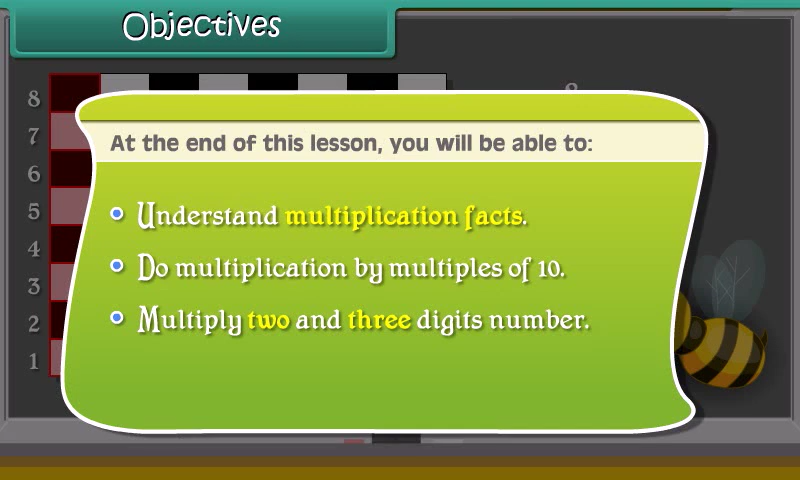 Objectives
At the end of this lesson, you will be able to:
Understand multiplication facts.
Do multiplication by multiples of 10.
Multiply two and three digits number.
8
7
6
5
4
3
2
1